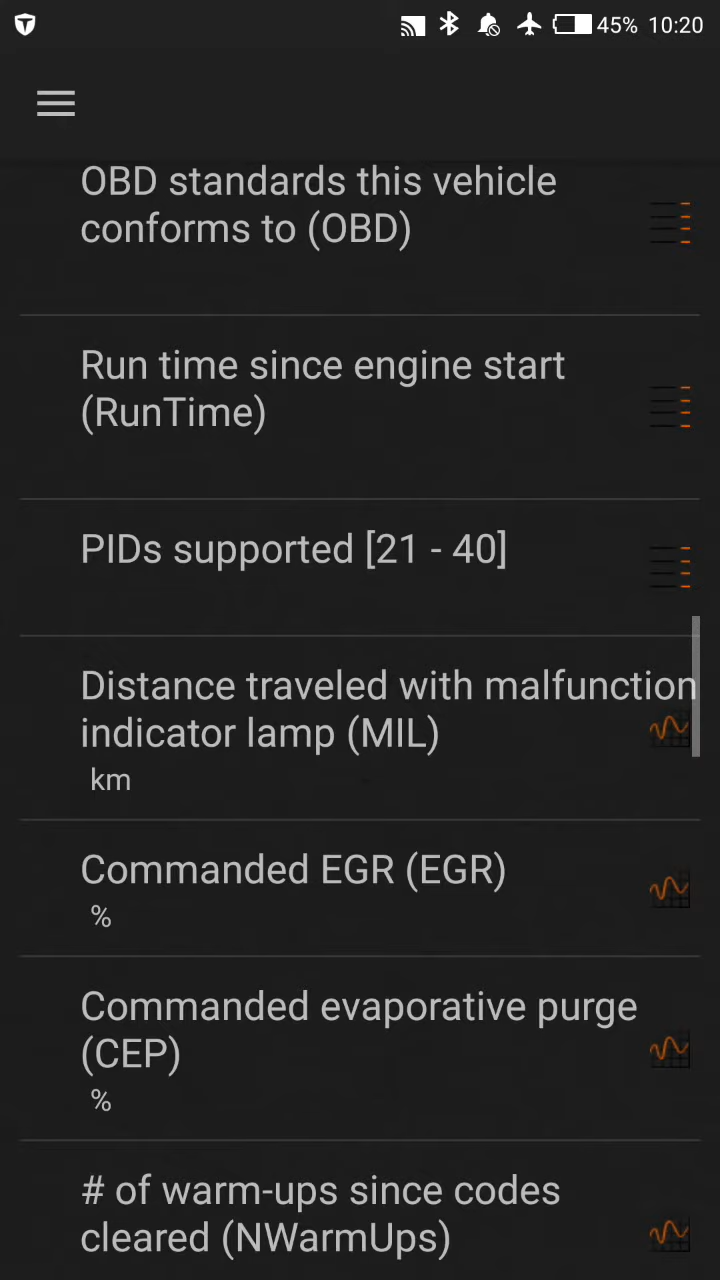 45% 10:20
OBD standards this vehicle
conforms to (OBD)
Run time since engine start
(RunTime)
PIDs supported [21 - 40]
Distance traveled with malfunction
indicator lamp (MIL)
km
Commanded EGR (EGR)
%
Commanded evaporative purge
(CEP)
%
# of warm-ups since codes
cleared (NWarmUps)